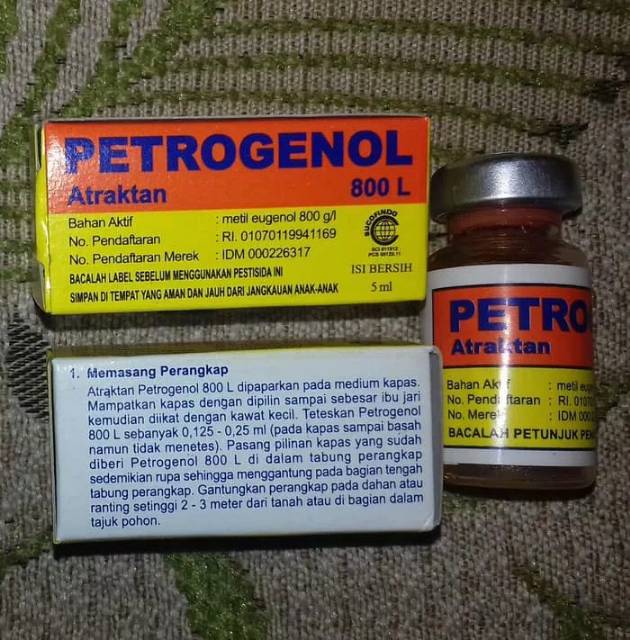 PETROGENOL
Atraktan 800 L
Bahan Aktif : metil eugenol 800 g/l
No. Pendaftaran : RI. 01070119941169
No. Pendaftaran Merek : IDM 000226317
BACALAH LABEL SEBELUM MENGGUNAKAN PESTISIDA INI
SIMPAN DI TEMPAT YANG AMAN DAN JAUH DARI JANGKAUAN ANAK-ANAK
SUCOFINDO
ISI BERSIH
5 ml
1. Memasang Perangkap
Atraktan Petrogenol 800 L dipaparkan pada medium kapas.
Mampatkan kapas dengan dipilin sampai sebesar ibu jari
kemudian diikat dengan kawat kecil. Teteskan Petrogenol
800 L sebanyak 0,125 - 0,25 ml (pada kapas sampai basah
namun tidak menetes). Pasang pilinan kapas yang sudah
diberi Petrogenol 800 L di dalam tabung perangkap
sedemikian rupa sehingga menggantung pada bagian tengah
tabung perangkap. Gantungkan perangkap pada dahan atau
ranting setinggi 2 - 3 meter dari tanah atau di bagian dalam
tajuk pohon.
PETRO
Atraktan
Bahan Aktif : metil
No. Pendaftaran : RI. 0107
No. Merek : IDM 000
BACALAH PETUNJUK